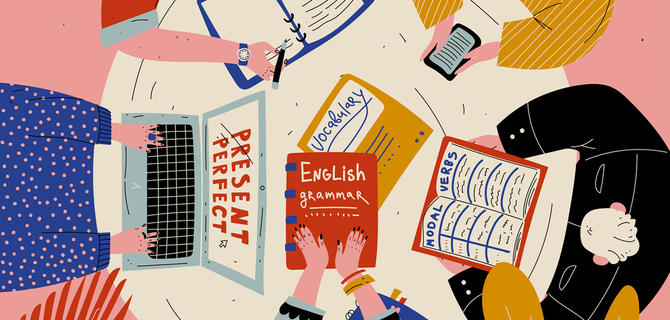 Vocabulary
PRESENT
PERFECT
ENGLisH
grammar
MODAL VERBS